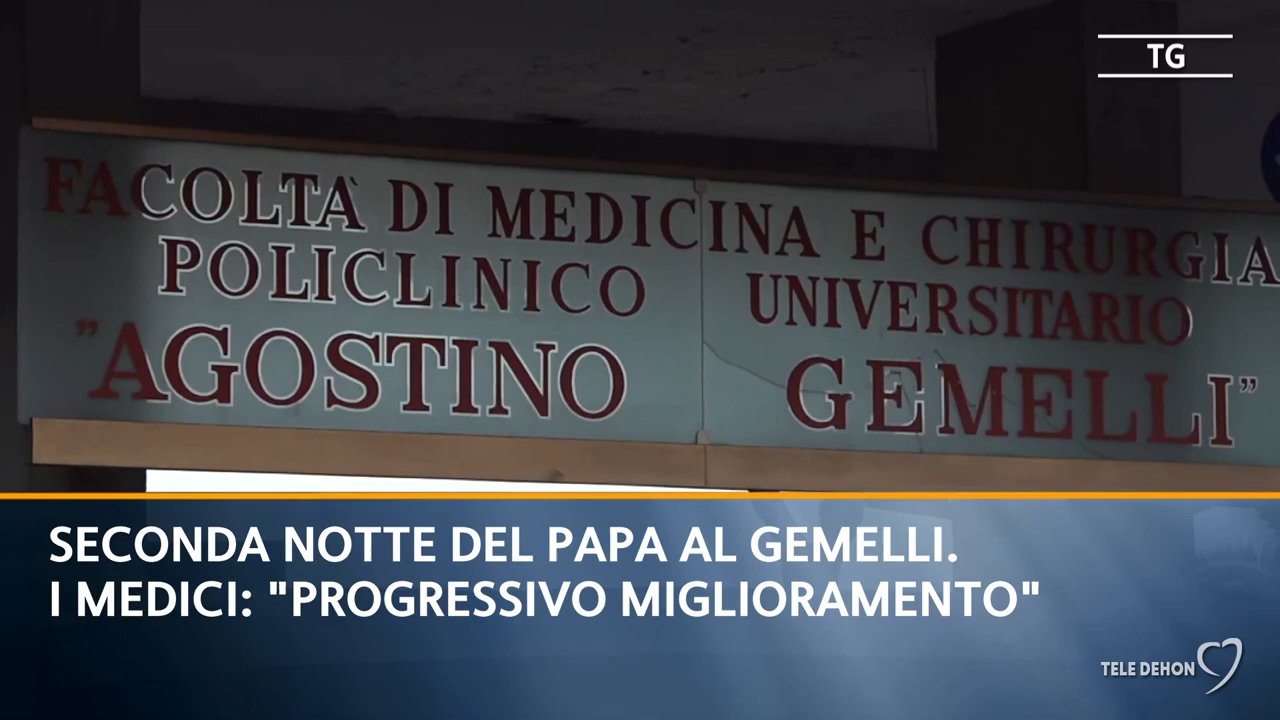 TG
FACOLTÀ DI MEDICINA E CHIRURGIA
POLICLINICO UNIVERSITARIO
"AGOSTINO GEMELLI"
SECONDA NOTTE DEL PAPA AL GEMELLI.
I MEDICI: "PROGRESSIVO MIGLIORAMENTO"
TELE DEHON